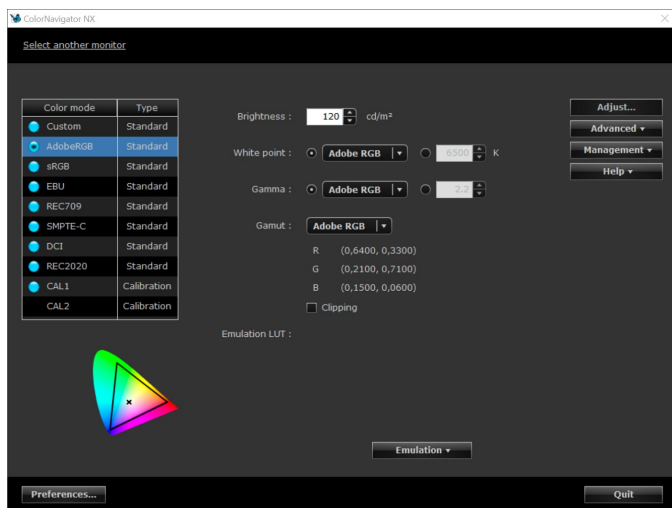 ColorNavigator NX
Select another monitor
Color mode Type
Custom Standard
AdobeRGB Standard
sRGB Standard
EBU Standard
REC709 Standard
SMPTE-C Standard
DCI Standard
REC2020 Standard
CAL1 Calibration
CAL2 Calibration
Brightness : 120 cd/m²
White point : Adobe RGB 6500 K
Gamma : Adobe RGB 2.2
Gamut : Adobe RGB
R (0,6400, 0,3300)
G (0,2100, 0,7100)
B (0,1500, 0,0600)
Clipping
Emulation LUT :
Adjust...
Advanced
Management
Help
Emulation
Preferences...
Quit